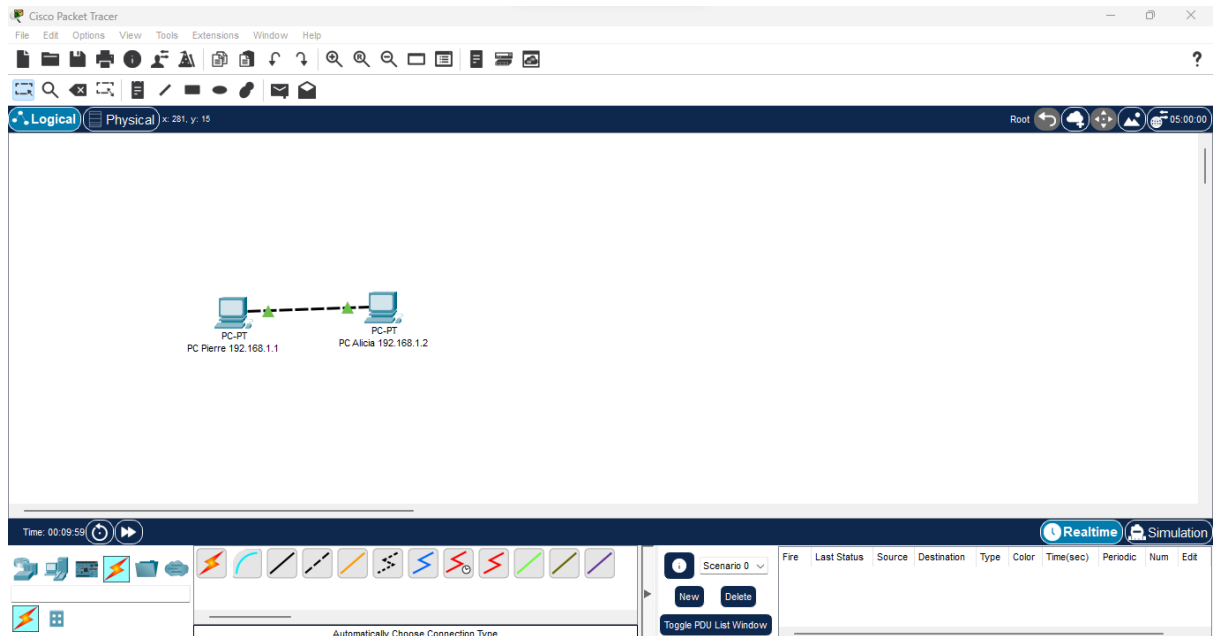 Cisco Packet Tracer
File Edit Options View Tools Extensions Window Help
?
Logical Physical x: 281, y: 15 Root 05:00:00
PC-PT
PC Pierre 192.168.1.1
PC-PT
PC Alicia 192.168.1.2
Time: 00:09:59 Realtime Simulation
Scenario 0
New Delete
Toggle PDU List Window
Fire Last Status Source Destination Type Color Time(sec) Periodic Num Edit
Automatically Choose Connection Type